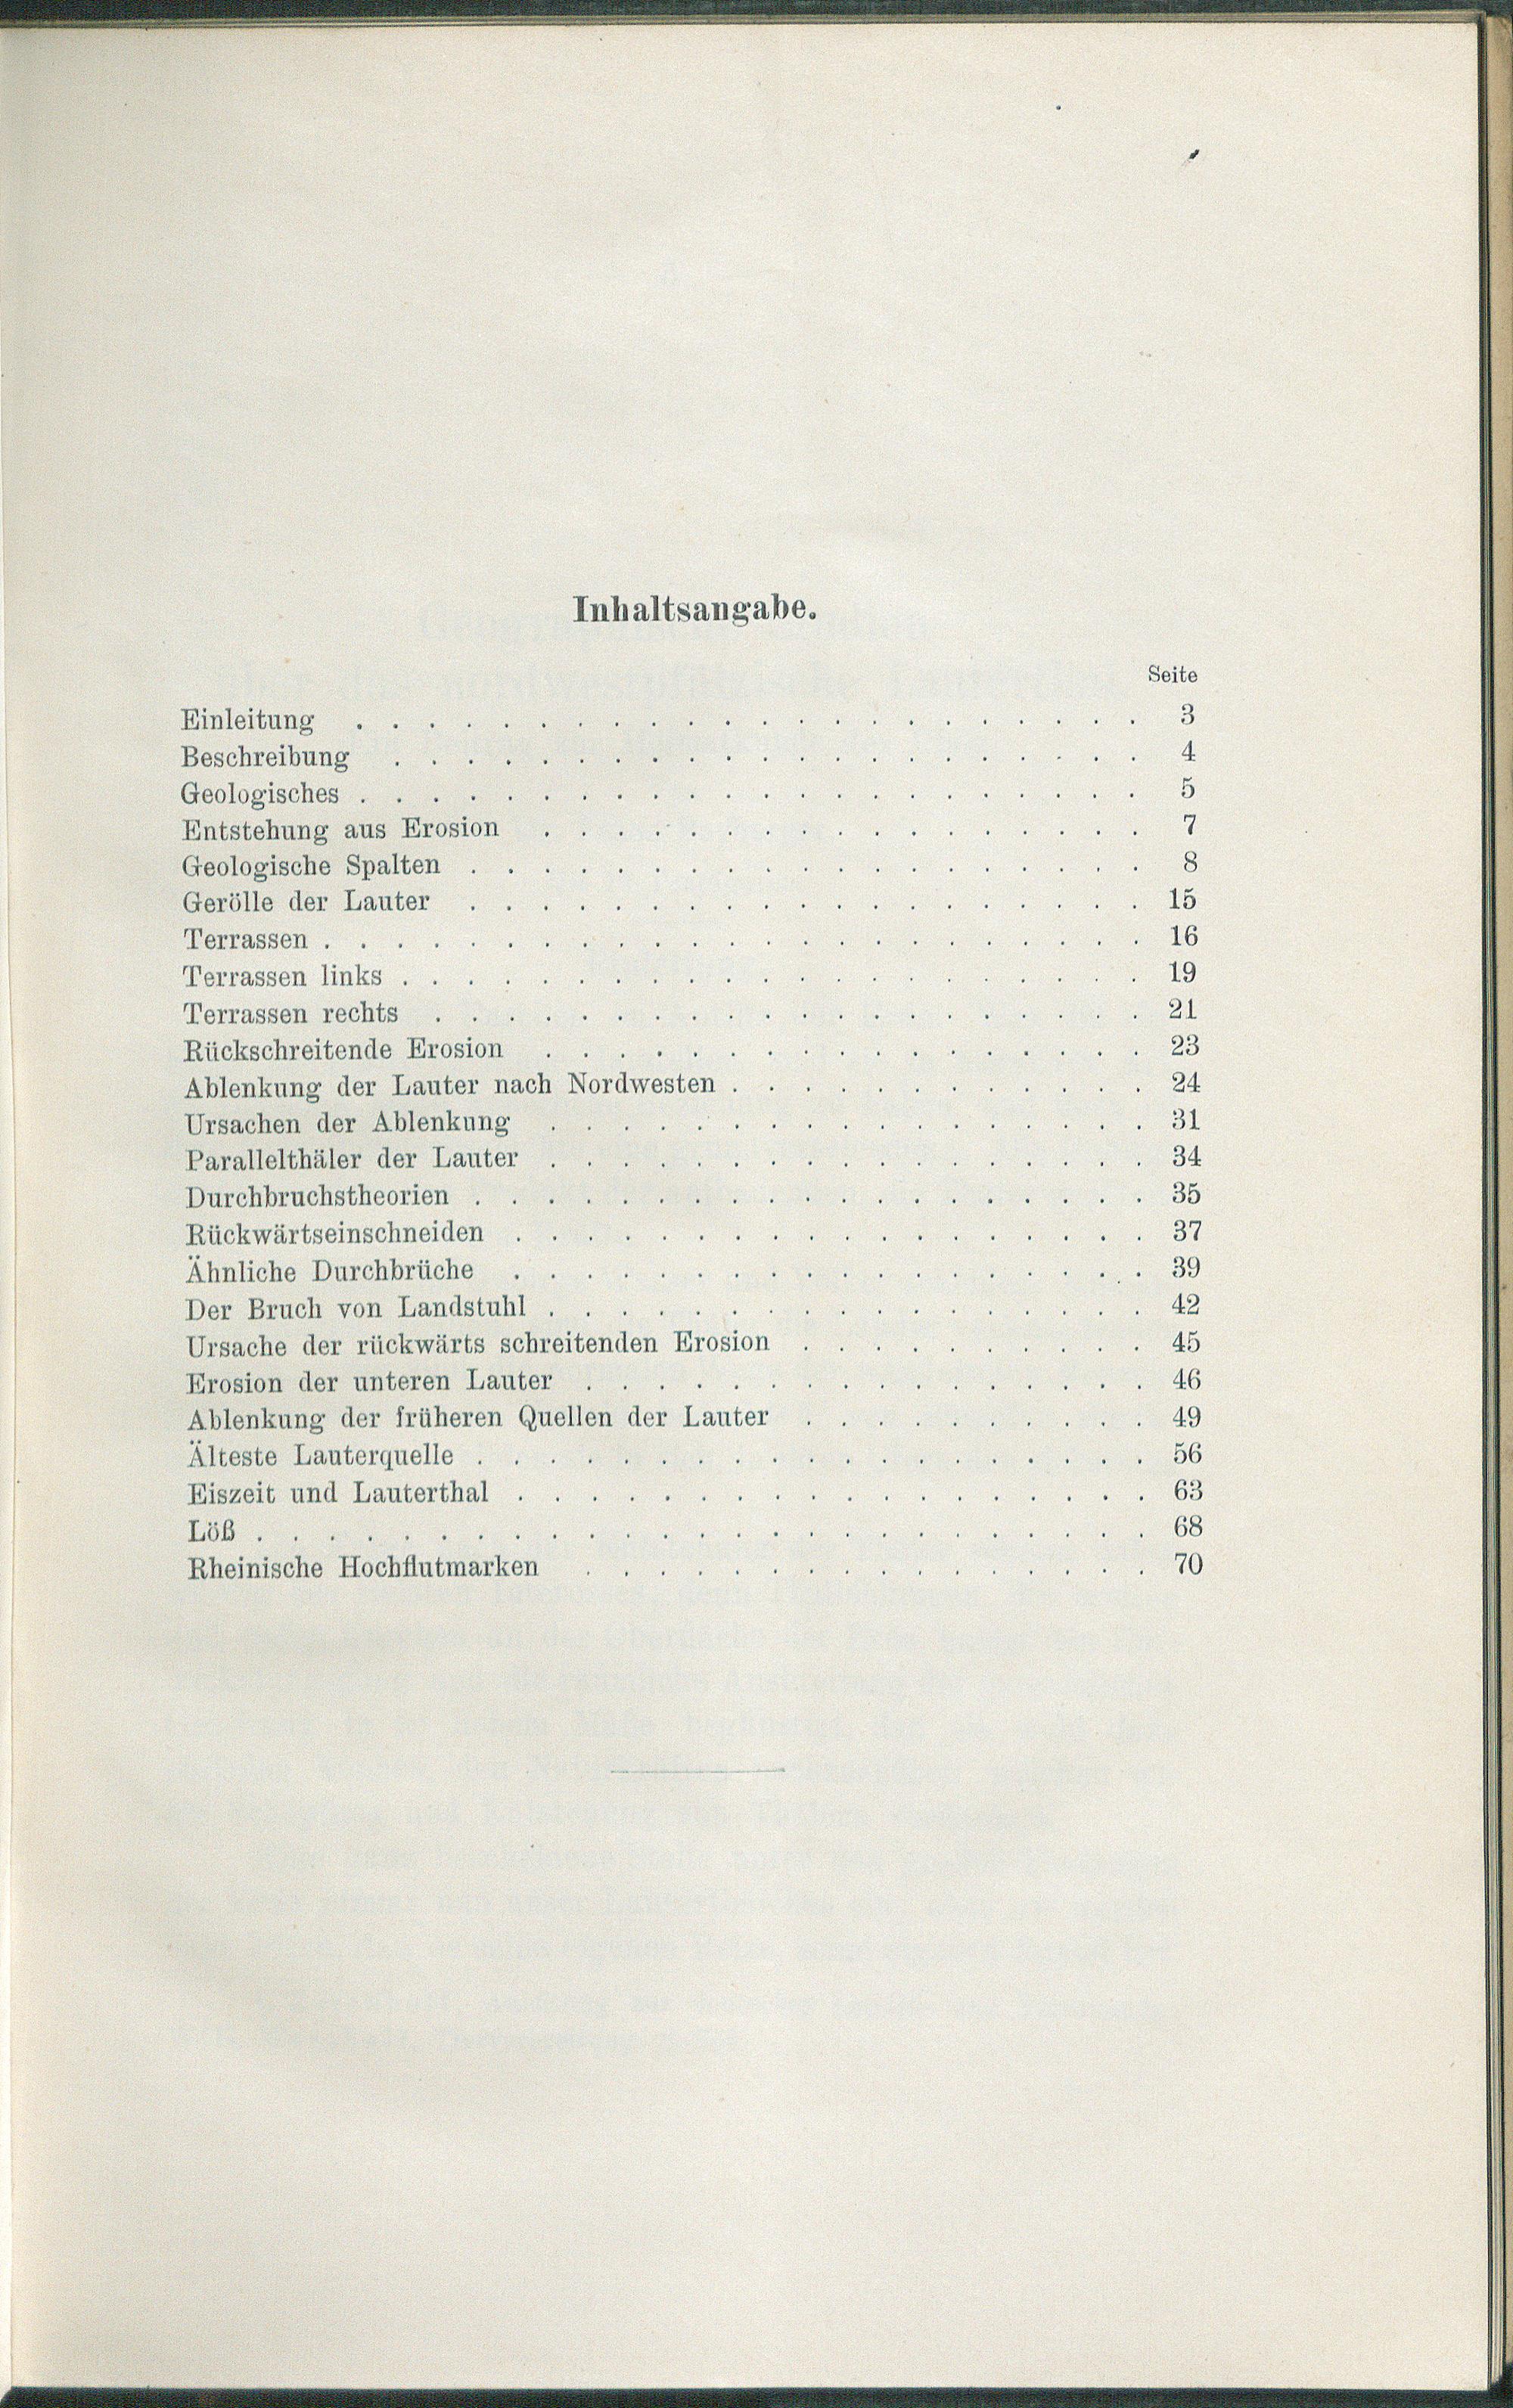 Inhaltsangabe.
Seite
Einleitung . . . . . . . . . . . . . . . . . . . . . . 3
Beschreibung . . . . . . . . . . . . . . . . . . . . . 4
Geologisches . . . . . . . . . . . . . . . . . . . . . . 5
Entstehung aus Erosion . . . . . . . . . . . . . . . . . 7
Geologische Spalten . . . . . . . . . . . . . . . . . . . 8
Gerölle der Lauter . . . . . . . . . . . . . . . . . . . 15
Terrassen . . . . . . . . . . . . . . . . . . . . . . . 16
Terrassen links . . . . . . . . . . . . . . . . . . . . . 19
Terrassen rechts . . . . . . . . . . . . . . . . . . . . 21
Rückschreitende Erosion . . . . . . . . . . . . . . . . . 23
Ablenkung der Lauter nach Nordwesten . . . . . . . . . . . . 24
Ursachen der Ablenkung . . . . . . . . . . . . . . . . . 31
Parallelthäler der Lauter . . . . . . . . . . . . . . . . . 34
Durchbruchstheorien . . . . . . . . . . . . . . . . . . . 35
Rückwärtseinschneiden . . . . . . . . . . . . . . . . . . 37
Ähnliche Durchbrüche . . . . . . . . . . . . . . . . . . 39
Der Bruch von Landstuhl . . . . . . . . . . . . . . . . . 42
Ursache der rückwärts schreitenden Erosion . . . . . . . . . . 45
Erosion der unteren Lauter . . . . . . . . . . . . . . . . 46
Ablenkung der früheren Quellen der Lauter . . . . . . . . . . 49
Älteste Lauterquelle . . . . . . . . . . . . . . . . . . . 56
Eiszeit und Lauterthal . . . . . . . . . . . . . . . . . . 63
Löß . . . . . . . . . . . . . . . . . . . . . . . . . 68
Rheinische Hochflutmarken . . . . . . . . . . . . . . . . 70